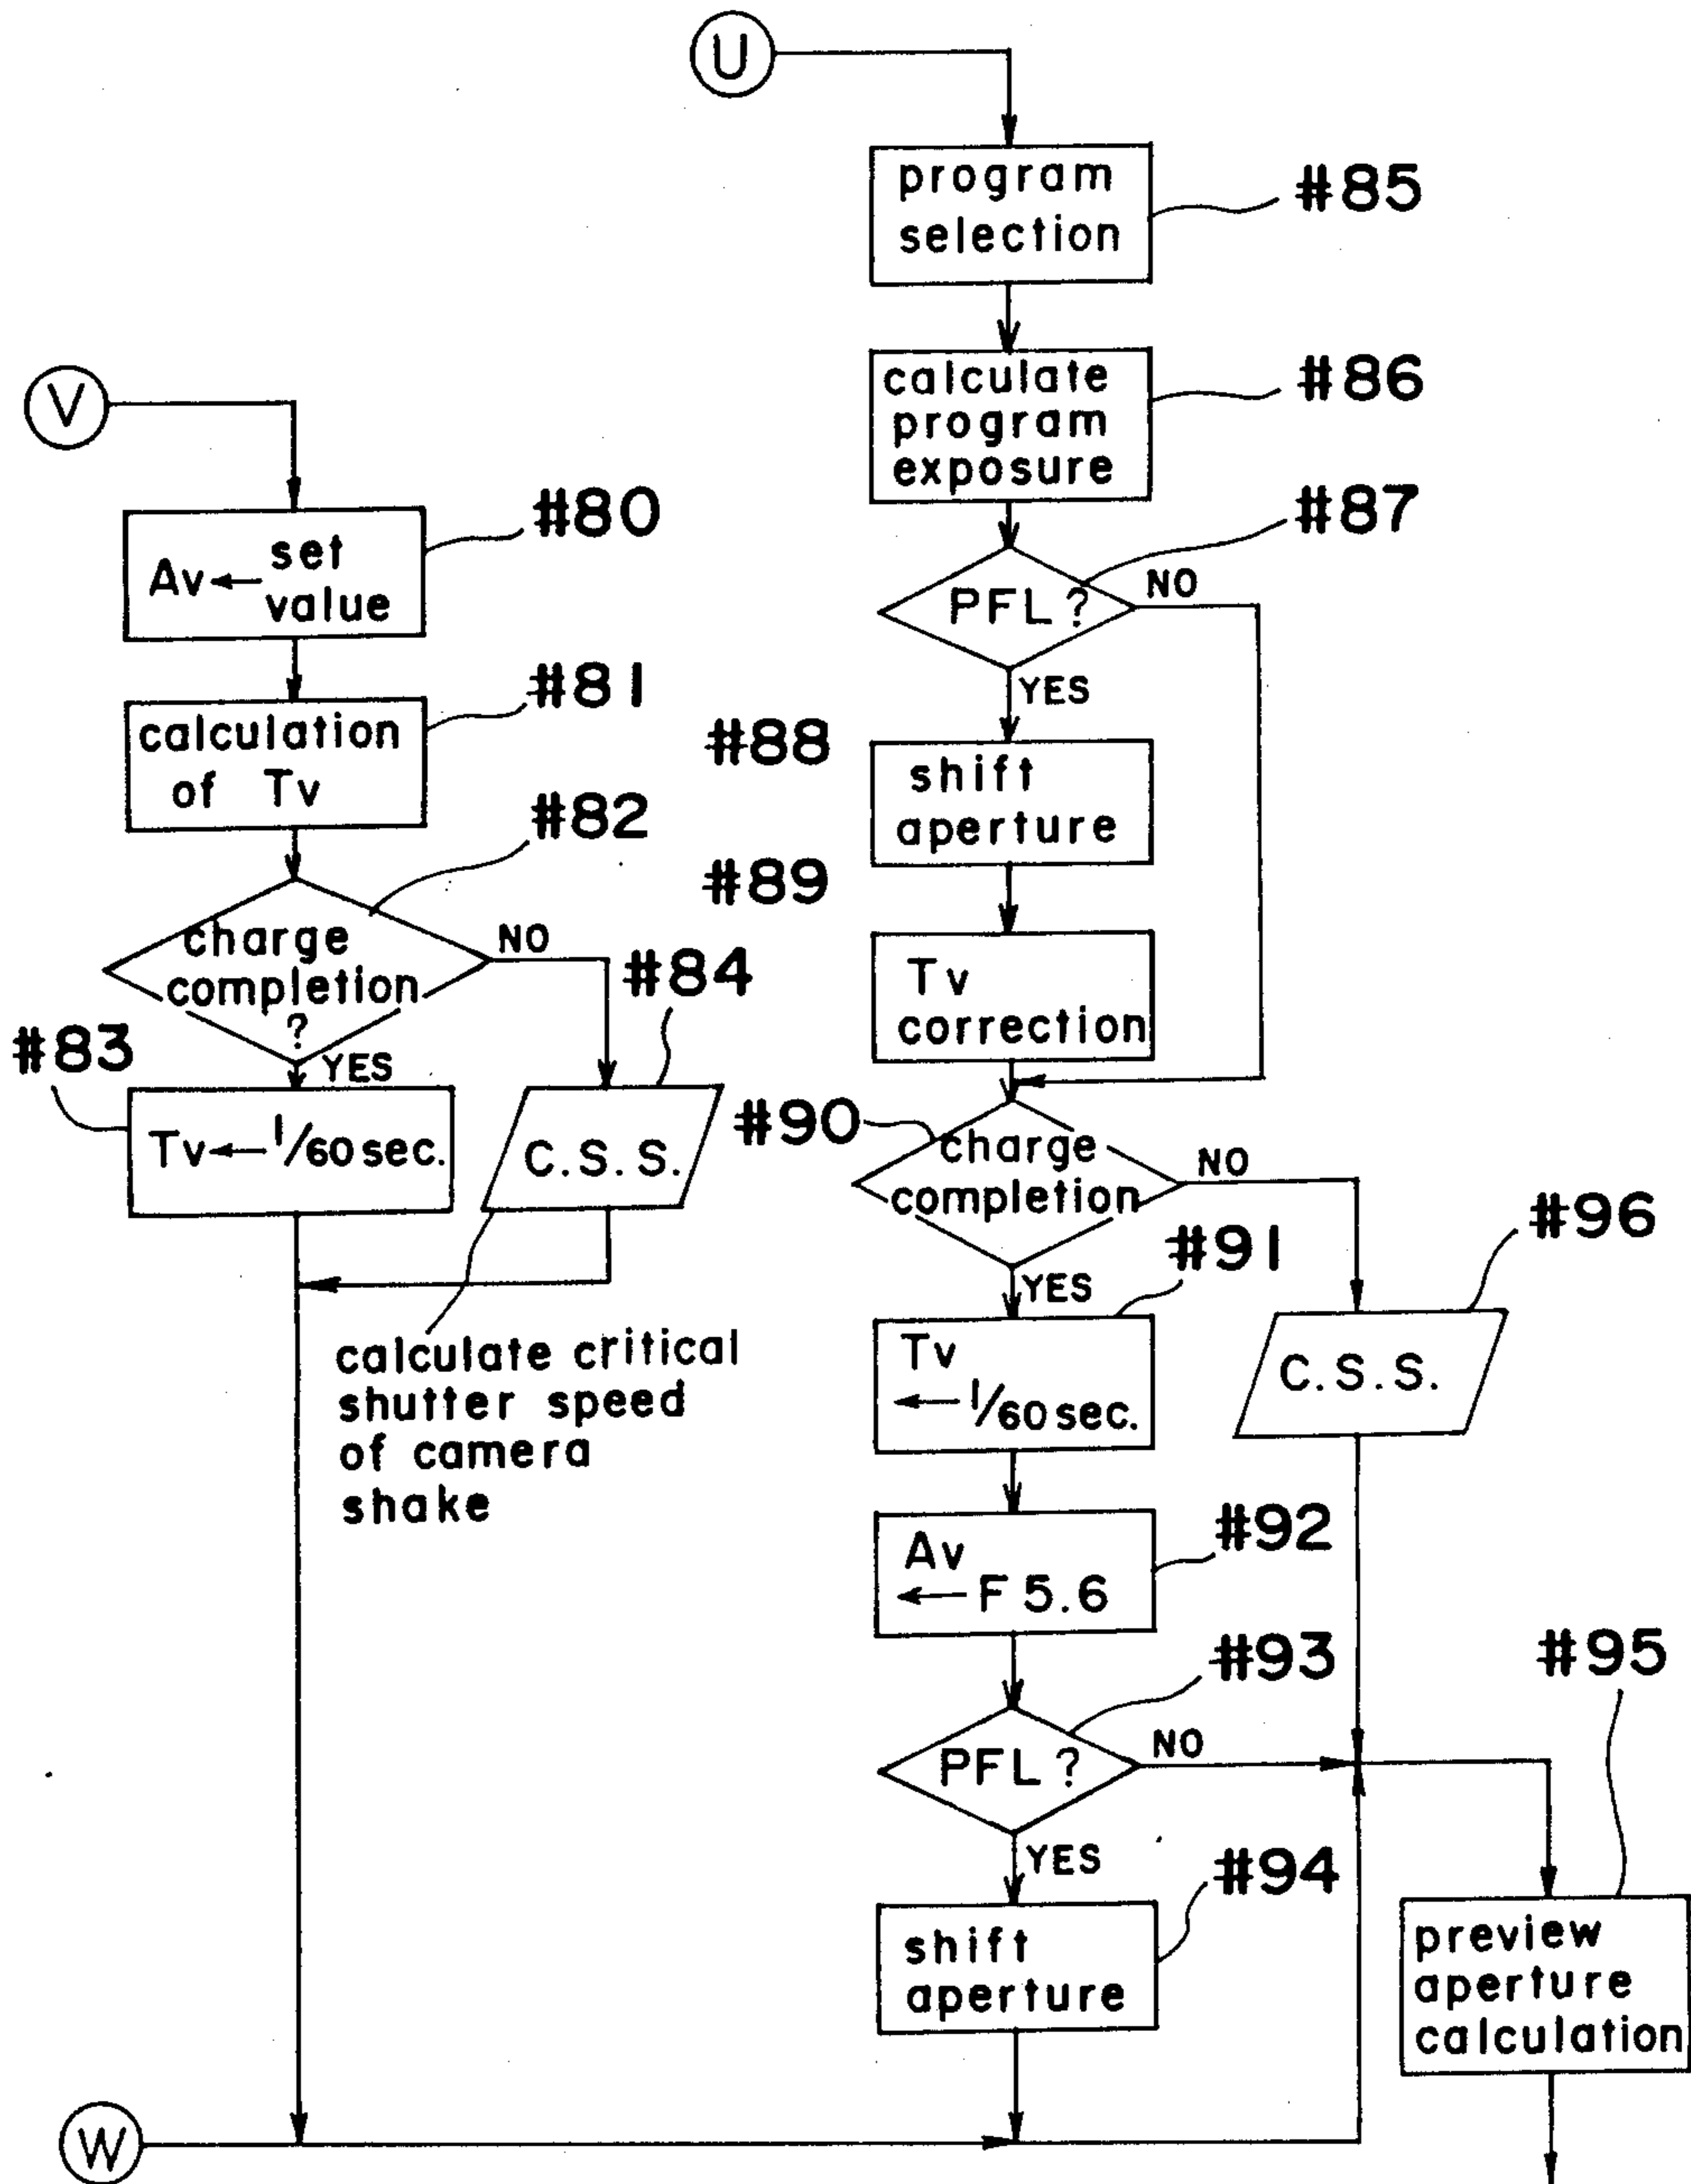 U
program
selection
#85
calculate
program
exposure
#86
V
#87
PFL?
NO
YES
Av ← set
value
#80
calculation
of Tv
#81
#88
shift
aperture
#82
#89
charge
completion
?
NO
YES
#84
Tv
correction
#83
Tv ← 1/60 sec.
C.S.S.
#90
charge
completion
NO
YES
#96
#91
calculate critical
shutter speed
of camera
shake
Tv
← 1/60 sec.
C.S.S.
Av
← F 5.6
#92
#93
#95
PFL?
NO
YES
#94
shift
aperture
preview
aperture
calculation
W